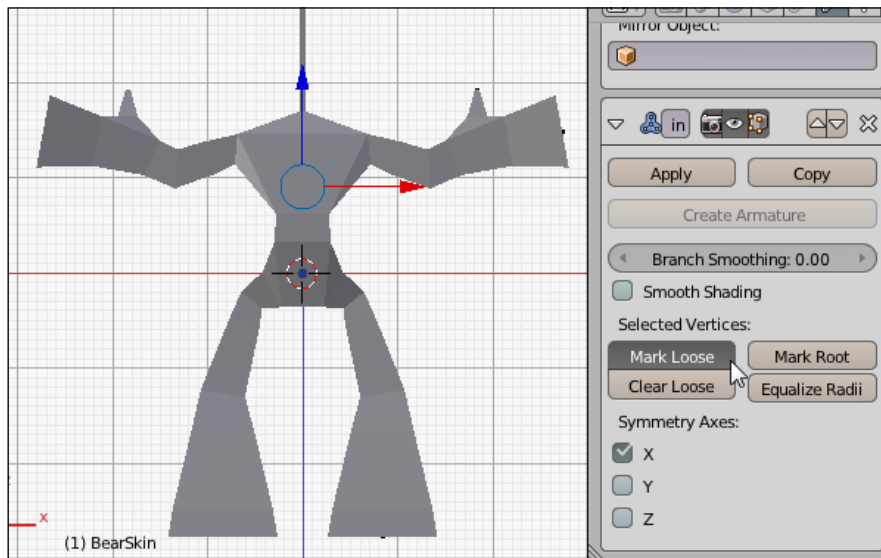 Mirror Object:
in
Apply
Copy
Create Armature
Branch Smoothing: 0.00
Smooth Shading
Selected Vertices:
Mark Loose
Mark Root
Clear Loose
Equalize Radii
Symmetry Axes:
X
Y
Z
x
(1) BearSkin